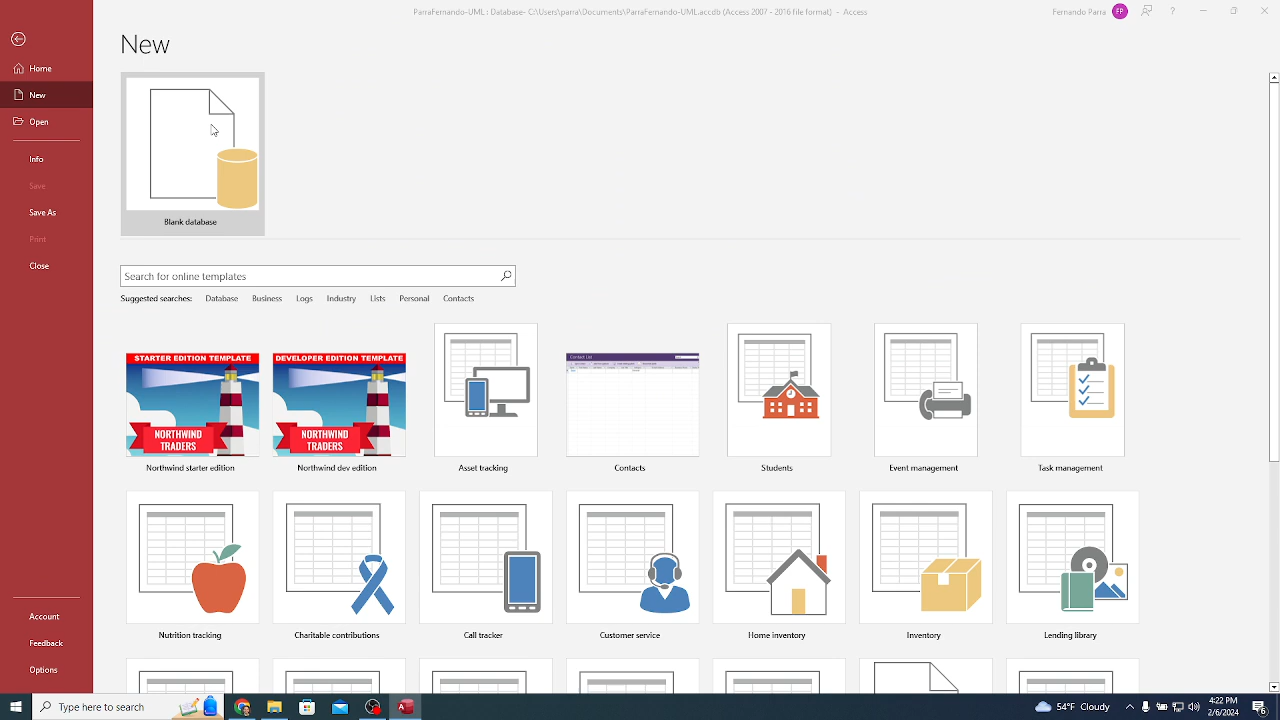 ParraFernando-UML : Database- C:\Users\parra\Documents\ParraFernando-UML.accdb (Access 2007 - 2016 file format) - Access
Fernando Parra
FP
?
Home
New
Open
Info
Save
Save As
Print
Close
Account
Feedback
Options
New
Blank database
Search for online templates
Suggested searches: Database Business Logs Industry Lists Personal Contacts
STARTER EDITION TEMPLATE
NORTHWIND
TRADERS
DEVELOPER EDITION TEMPLATE
NORTHWIND
TRADERS
Contact List
Northwind starter edition
Northwind dev edition
Asset tracking
Contacts
Students
Event management
Task management
Nutrition tracking
Charitable contributions
Call tracker
Customer service
Home inventory
Inventory
Lending library
Type here to search
54°F Cloudy
4:22 PM
2/6/2024